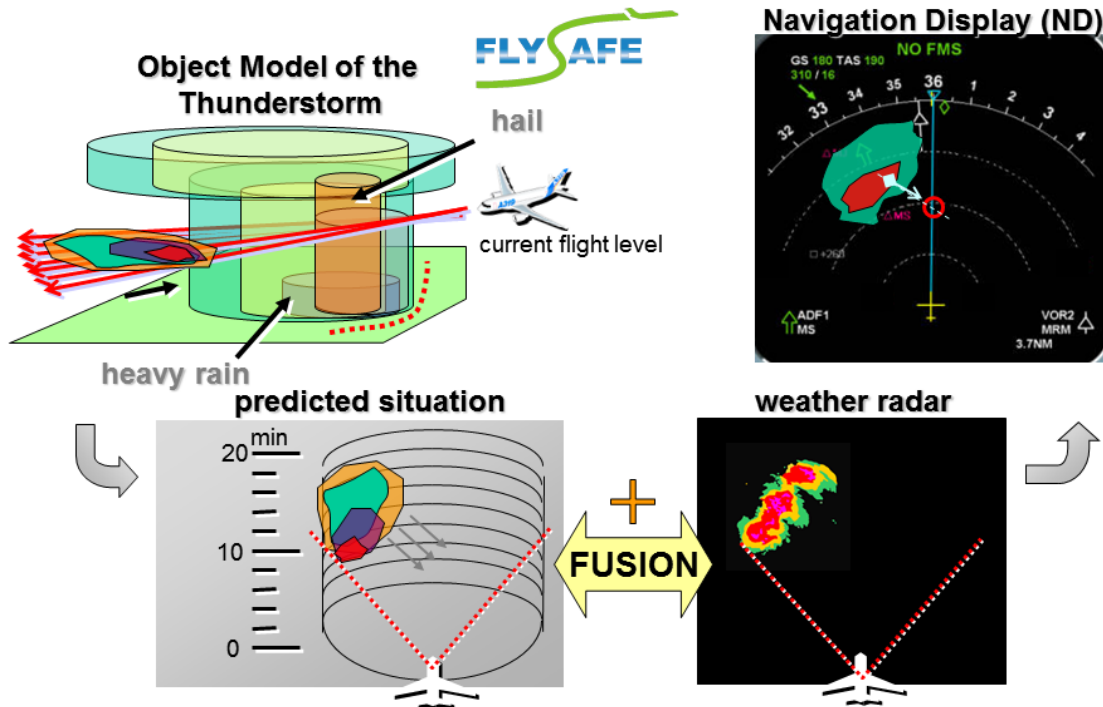 FLYSAFE
Object Model of the
Thunderstorm
hail
A319
current flight level
heavy rain
Navigation Display (ND)
NO FMS
GS 180 TAS 190
310 / 16
32
33
34
35
36
1
2
3
4
MS
+260
ADF1
MS
VOR2
MRM
3.7NM
predicted situation
min
20
10
0
+
FUSION
weather radar